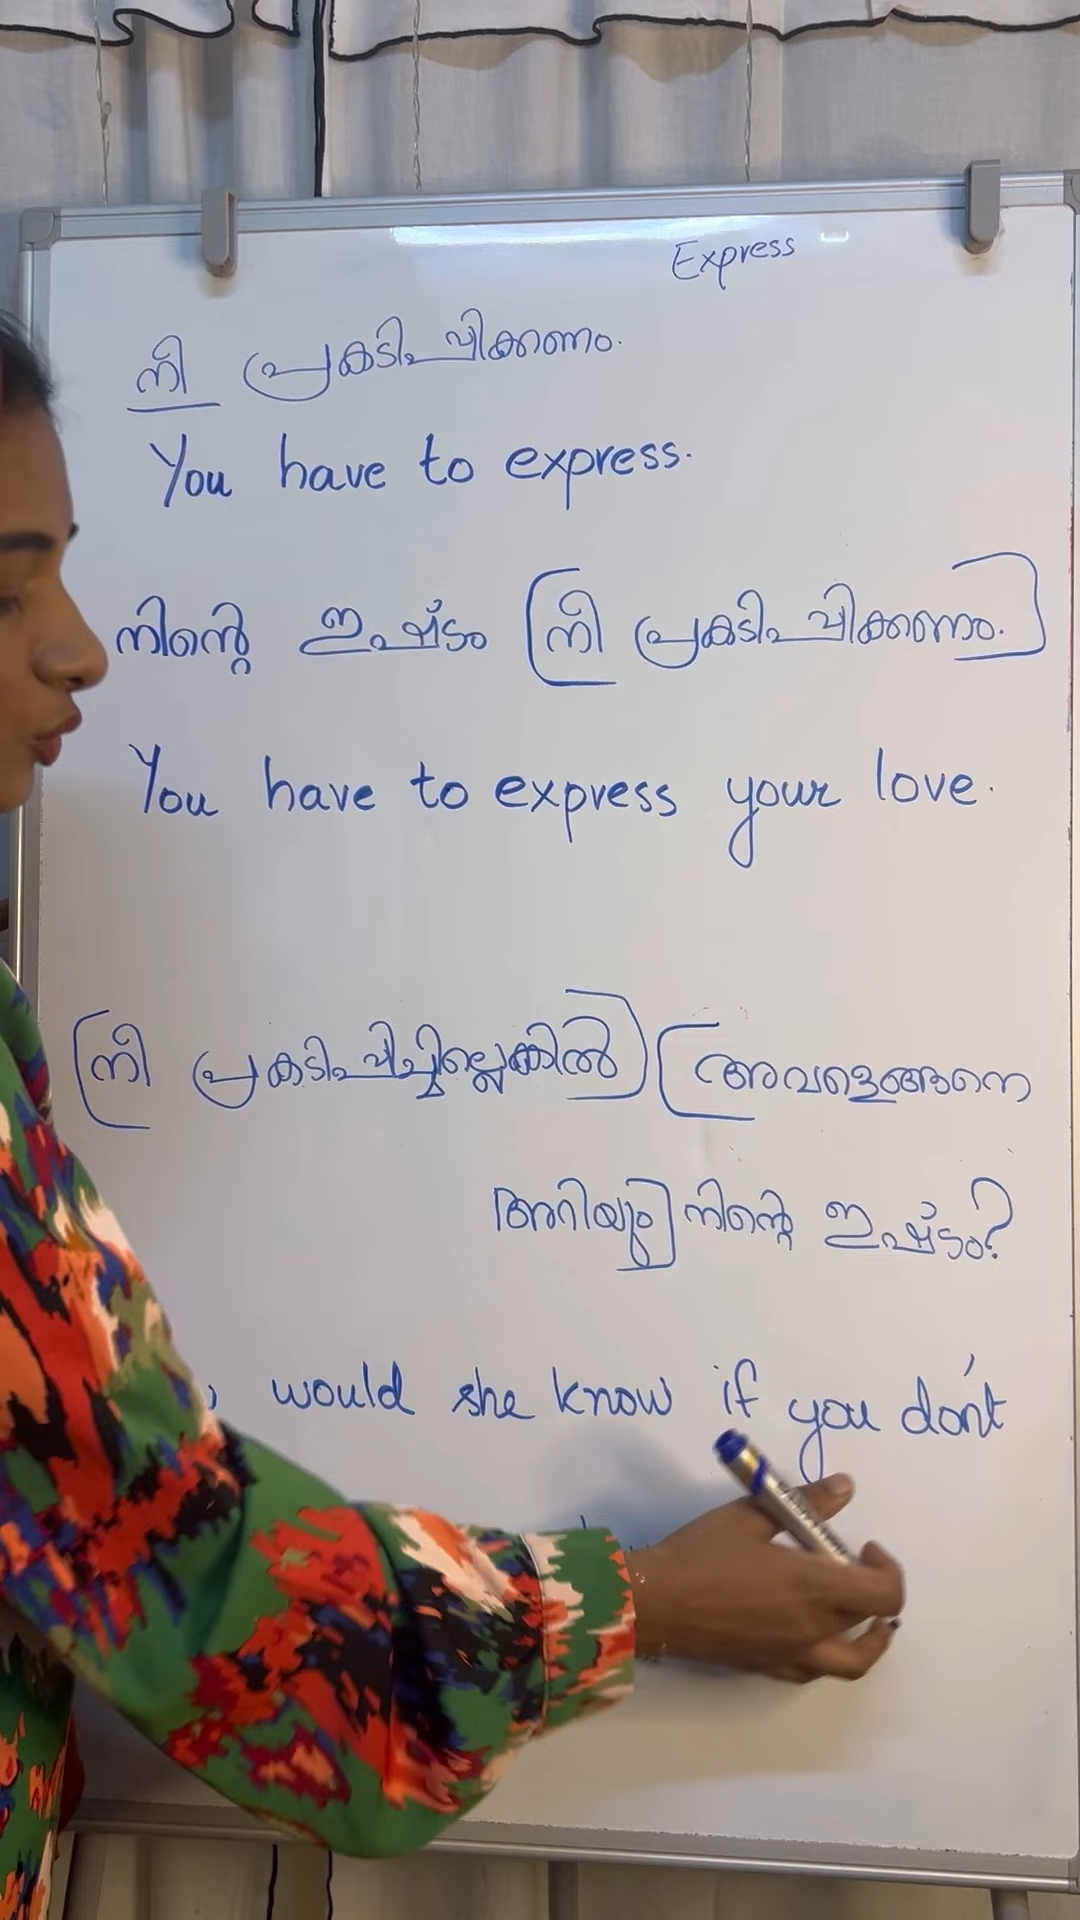 Express
നീ പ്രകടിപ്പിക്കണം.
You have to express.
നിന്റെ ഇഷ്ടം [നീ പ്രകടിപ്പിക്കണം.]
You have to express your love.
[നീ പ്രകടിപ്പിച്ചില്ലെങ്കിൽ] [അവളെങ്ങനെ
അറിയും] നിന്റെ ഇഷ്ടം?
would she know if you don't